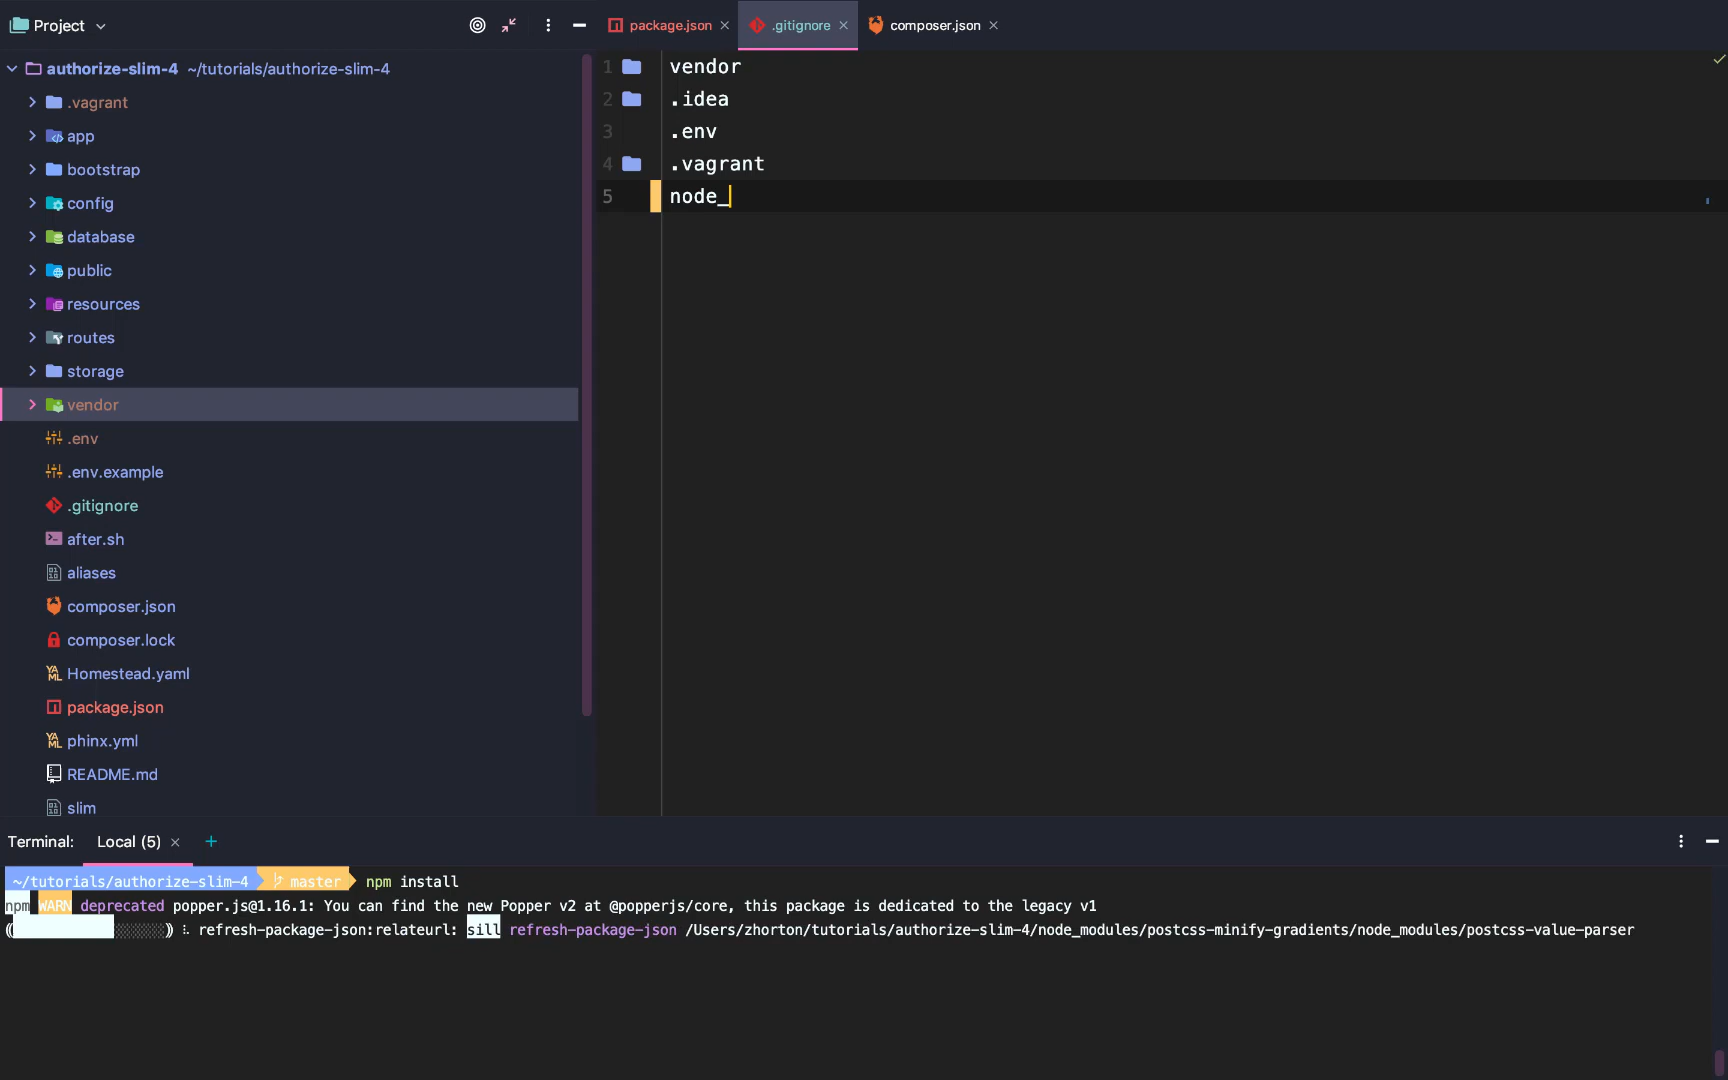 Project
package.json
.gitignore
composer.json
authorize-slim-4 ~/tutorials/authorize-slim-4
.vagrant
app
bootstrap
config
database
public
resources
routes
storage
vendor
.env
.env.example
.gitignore
after.sh
aliases
composer.json
composer.lock
Homestead.yaml
package.json
phinx.yml
README.md
slim
1 vendor
2 .idea
3 .env
4 .vagrant
5 node_
Terminal: Local (5) +
~/tutorials/authorize-slim-4 master npm install
npm WARN deprecated popper.js@1.16.1: You can find the new Popper v2 at @popperjs/core, this package is dedicated to the legacy v1
refresh-package-json:relateurl: sill refresh-package-json /Users/zhorton/tutorials/authorize-slim-4/node_modules/postcss-minify-gradients/node_modules/postcss-value-parser